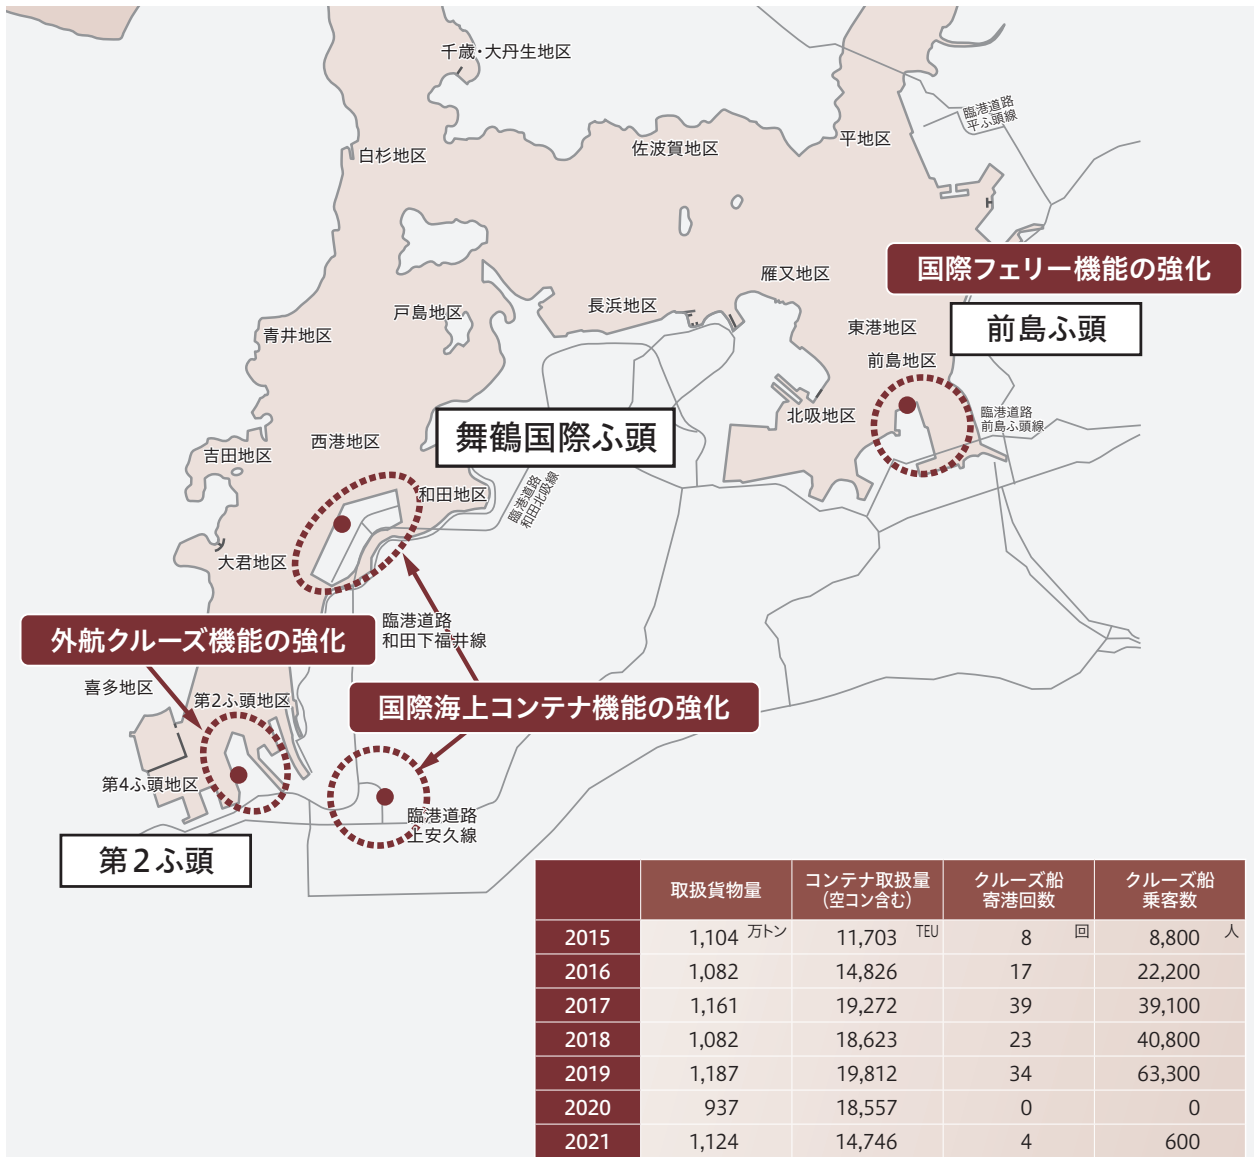 千歳・大丹生地区
臨港道路
平ふ頭線
平地区
佐波賀地区
白杉地区
国際フェリー機能の強化
雁又地区
長浜地区
戸島地区
前島ふ頭
東港地区
青井地区
前島地区
北吸地区
臨港道路
前島ふ頭線
舞鶴国際ふ頭
西港地区
吉田地区
和田地区
臨港道路
和田北吸線
大君地区
臨港道路
和田下福井線
外航クルーズ機能の強化
喜多地区
第2ふ頭地区
国際海上コンテナ機能の強化
第4ふ頭地区
臨港道路
上安久線
第2ふ頭
取扱貨物量 コンテナ取扱量 クルーズ船 クルーズ船
(空コン含む) 寄港回数 乗客数
2015 1,104 万トン 11,703 TEU 8 回 8,800 人
2016 1,082 14,826 17 22,200
2017 1,161 19,272 39 39,100
2018 1,082 18,623 23 40,800
2019 1,187 19,812 34 63,300
2020 937 18,557 0 0
2021 1,124 14,746 4 600